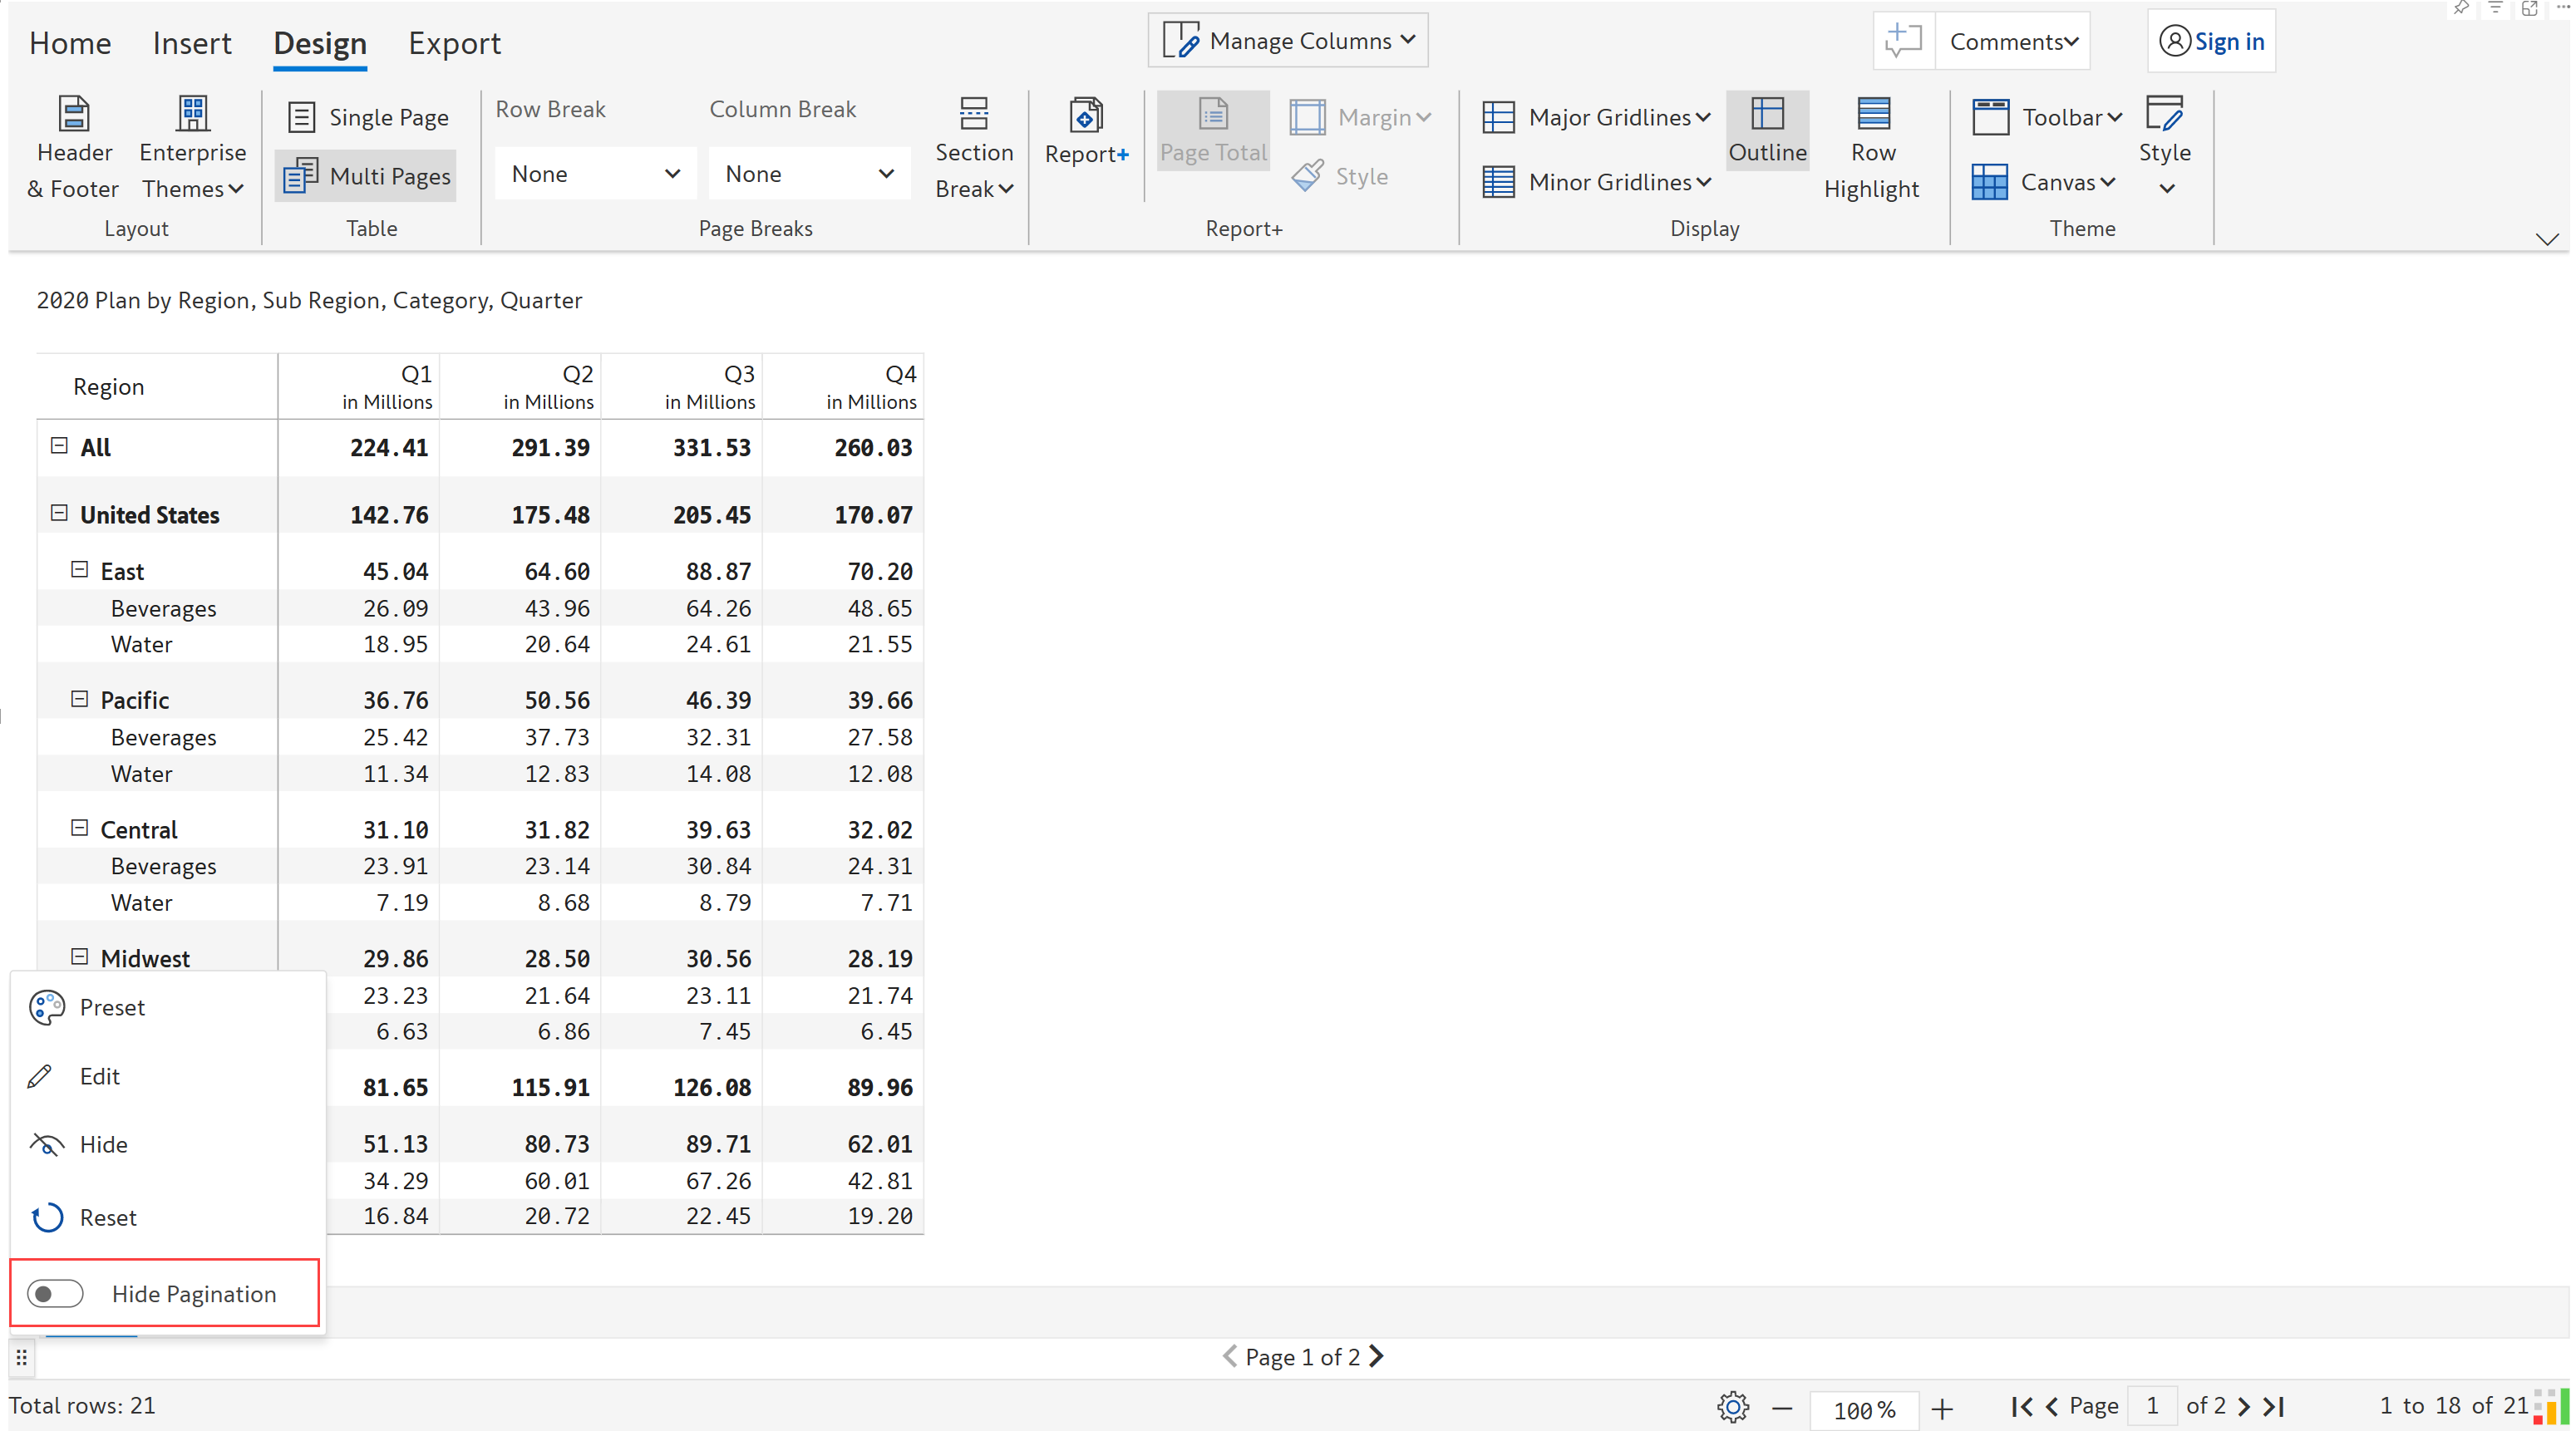 Home Insert Design Export Manage Columns Comments Sign in
Header & Footer Enterprise Themes Layout
Single Page
Multi Pages
Table
Row Break Column Break
None None
Section Break
Page Breaks
Report+
Page Total Margin
Style
Report+
Major Gridlines
Minor Gridlines
Outline Row Highlight
Display
Toolbar
Canvas
Style
Theme
2020 Plan by Region, Sub Region, Category, Quarter
Region Q1 Q2 Q3 Q4
in Millions in Millions in Millions in Millions
All 224.41 291.39 331.53 260.03
United States 142.76 175.48 205.45 170.07
East 45.04 64.60 88.87 70.20
Beverages 26.09 43.96 64.26 48.65
Water 18.95 20.64 24.61 21.55
Pacific 36.76 50.56 46.39 39.66
Beverages 25.42 37.73 32.31 27.58
Water 11.34 12.83 14.08 12.08
Central 31.10 31.82 39.63 32.02
Beverages 23.91 23.14 30.84 24.31
Water 7.19 8.68 8.79 7.71
Midwest 29.86 28.50 30.56 28.19
23.23 21.64 23.11 21.74
6.63 6.86 7.45 6.45
81.65 115.91 126.08 89.96
51.13 80.73 89.71 62.01
34.29 60.01 67.26 42.81
16.84 20.72 22.45 19.20
Preset
Edit
Hide
Reset
Hide Pagination
Page 1 of 2
Total rows: 21 100 % Page 1 of 2 1 to 18 of 21